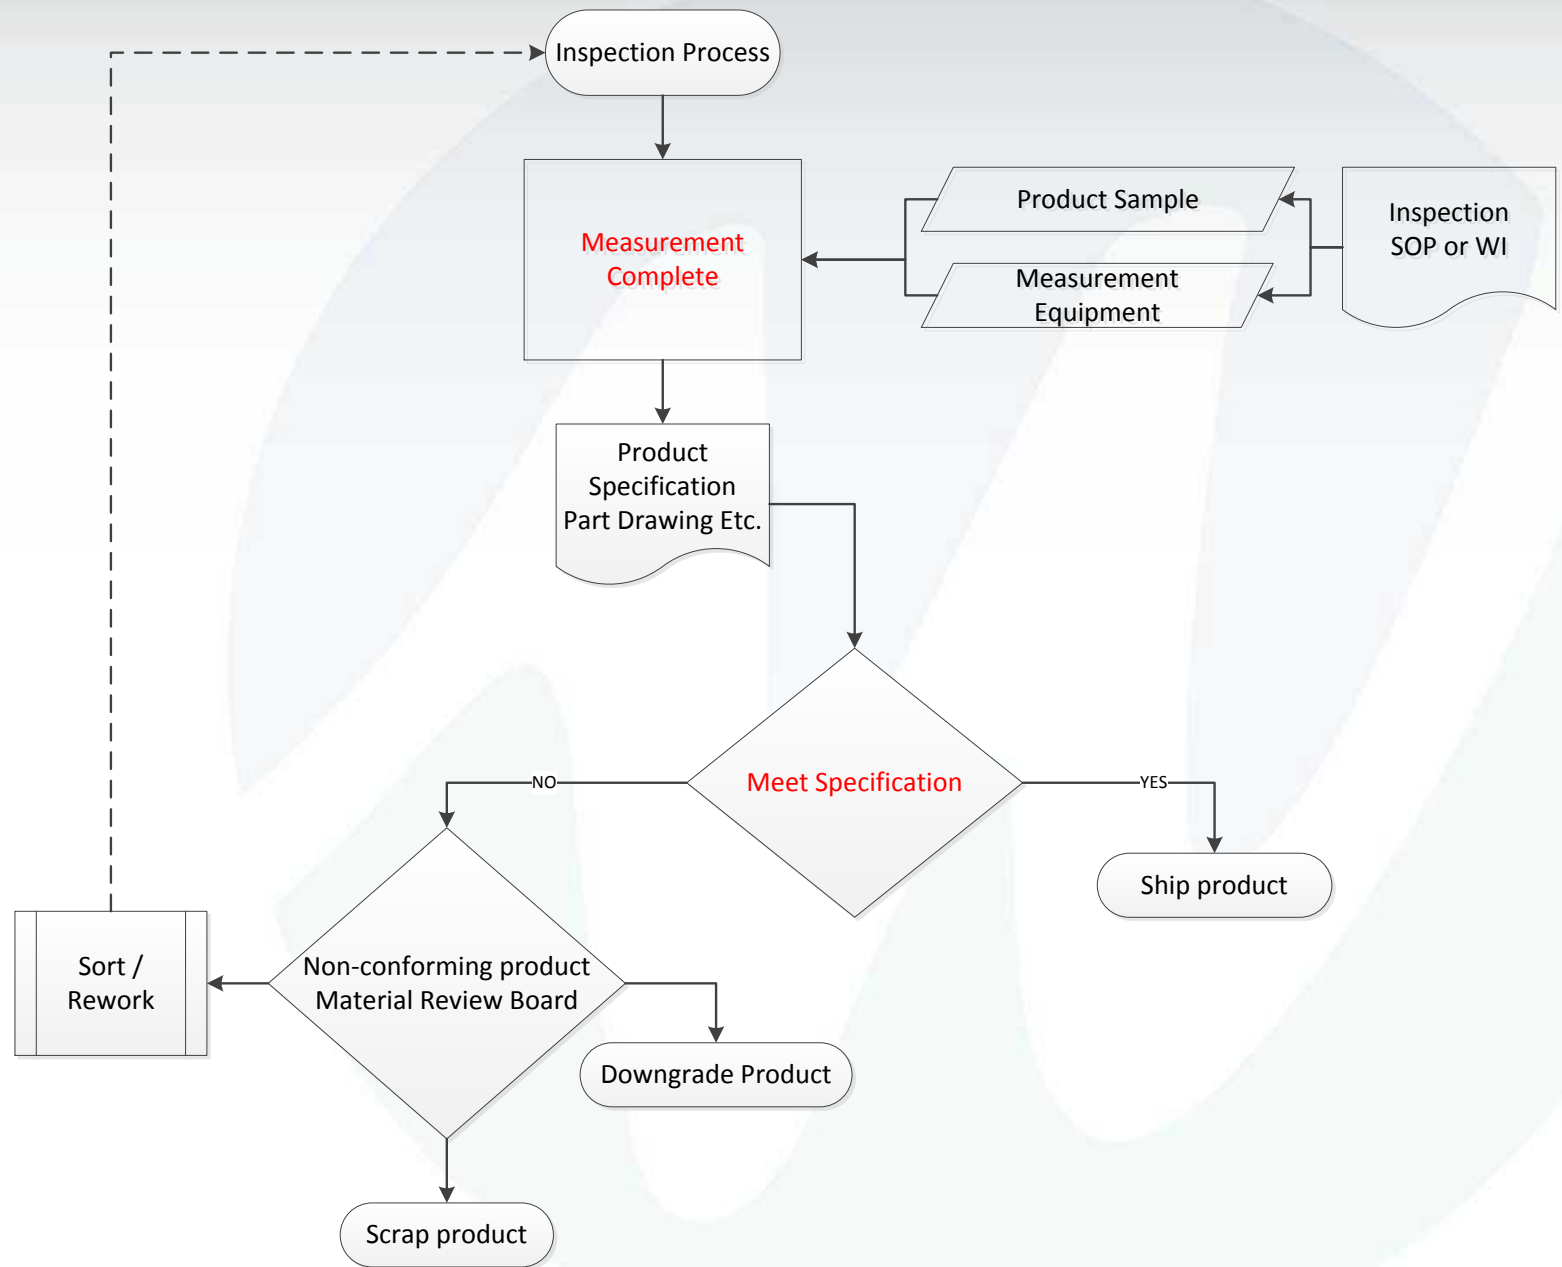 Inspection Process
Measurement
Complete
Product Sample
Measurement
Equipment
Inspection
SOP or WI
Product
Specification
Part Drawing Etc.
Meet Specification
NO
YES
Ship product
Non-conforming product
Material Review Board
Sort /
Rework
Downgrade Product
Scrap product